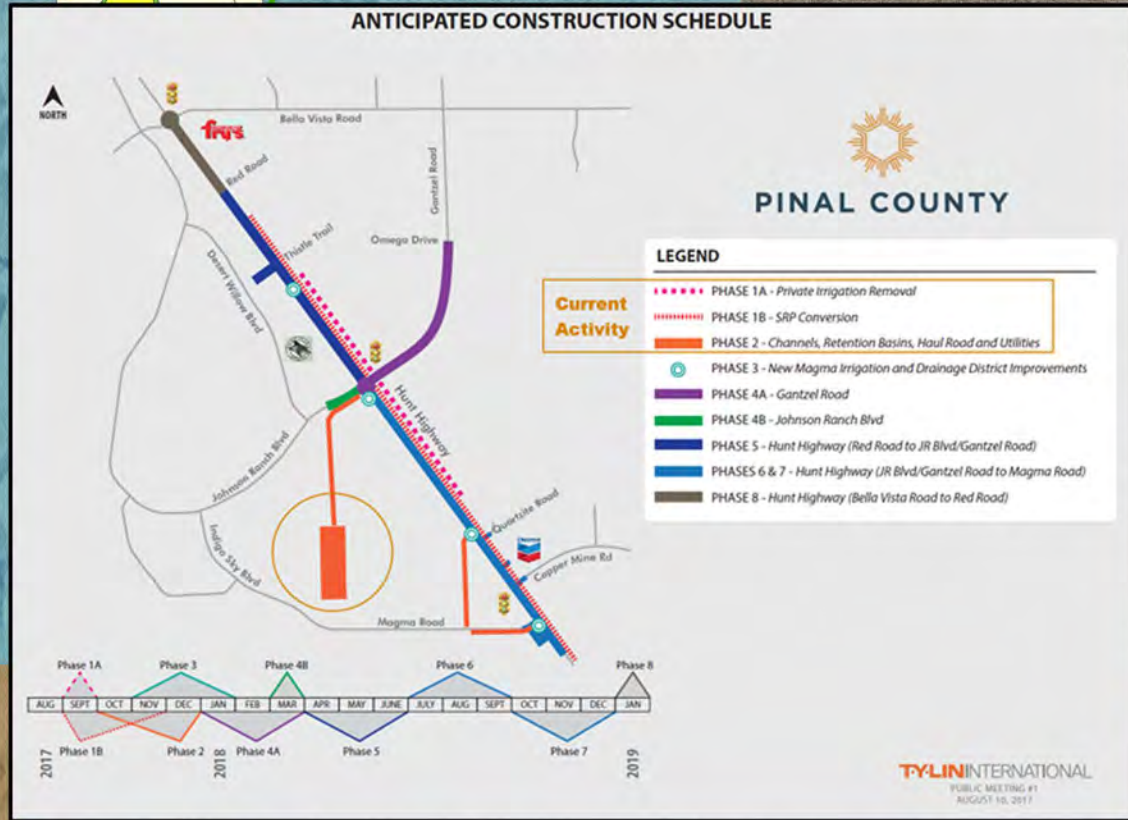 ANTICIPATED CONSTRUCTION SCHEDULE
NORTH
fry's
Bella Vista Road
Red Road
Gantzel Road
Omega Drive
Thistle Trail
Desert Willow Blvd
Hunt Highway
Johnson Ranch Blvd
Quartzite Road
Indigo Sky Blvd
Copper Mine Rd
Magma Road
PINAL COUNTY
LEGEND
Current
Activity
PHASE 1A - Private Irrigation Removal
PHASE 1B - SRP Conversion
PHASE 2 - Channels, Retention Basins, Haul Road and Utilities
PHASE 3 - New Magma Irrigation and Drainage District Improvements
PHASE 4A - Gantzel Road
PHASE 4B - Johnson Ranch Blvd
PHASE 5 - Hunt Highway (Red Road to JR Blvd/Gantzel Road)
PHASES 6 & 7 - Hunt Highway (JR Blvd/Gantzel Road to Magma Road)
PHASE 8 - Hunt Highway (Bella Vista Road to Red Road)
Phase 1A Phase 3 Phase 4B Phase 6 Phase 8
AUG SEPT OCT NOV DEC JAN FEB MAR APR MAY JUNE JULY AUG SEPT OCT NOV DEC JAN
2017 Phase 1B Phase 2 2018 Phase 4A Phase 5 Phase 7 2019
TY·LIN INTERNATIONAL
PUBLIC MEETING #1
AUGUST 10, 2017